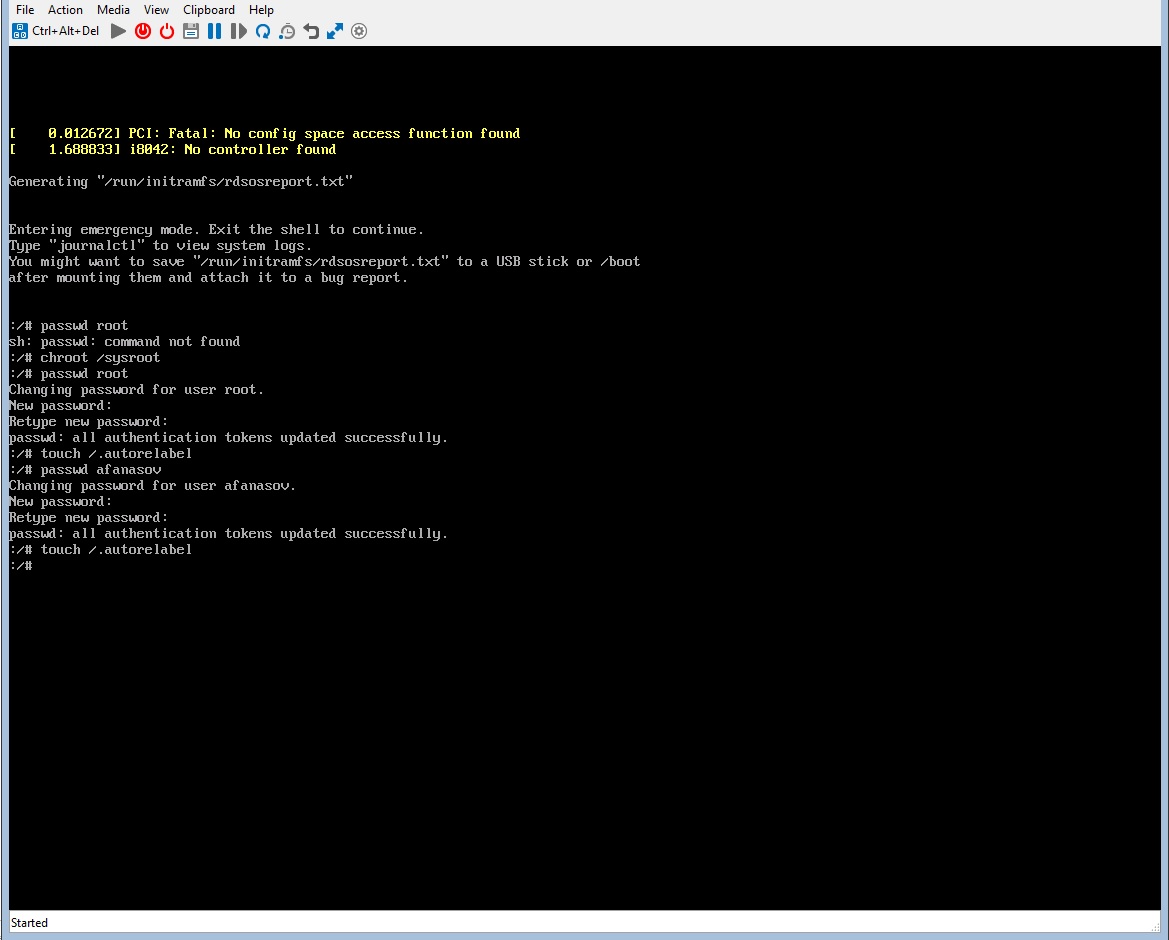 File Action Media View Clipboard Help
Ctrl+Alt+Del
[    0.012672] PCI: Fatal: No config space access function found
[    1.688833] i8042: No controller found
Generating "/run/initramfs/rdsosreport.txt"
Entering emergency mode. Exit the shell to continue.
Type "journalctl" to view system logs.
You might want to save "/run/initramfs/rdsosreport.txt" to a USB stick or /boot
after mounting them and attach it to a bug report.
:/# passwd root
sh: passwd: command not found
:/# chroot /sysroot
:/# passwd root
Changing password for user root.
New password:
Retype new password:
passwd: all authentication tokens updated successfully.
:/# touch /.autorelabel
:/# passwd afanasov
Changing password for user afanasov.
New password:
Retype new password:
passwd: all authentication tokens updated successfully.
:/# touch /.autorelabel
:/#
Started